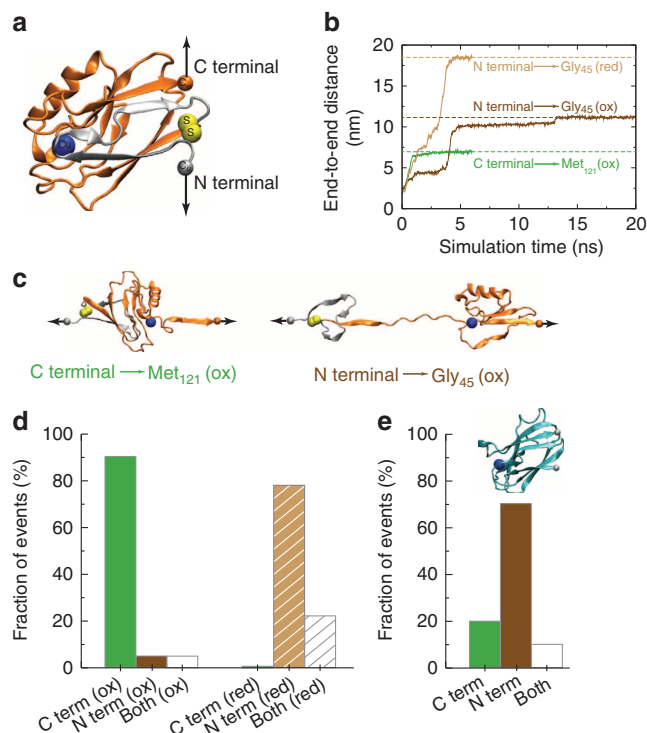 a
C terminal
S
S
N terminal
b
20
15
10
5
0
End-to-end distance
(nm)
N terminal→Gly45 (red)
N terminal→Gly45 (ox)
C terminal→Met121 (ox)
0 5 10 15 20
Simulation time (ns)
c
C terminal→Met121 (ox)
N terminal→Gly45 (ox)
d
100
80
60
40
20
0
Fraction of events (%)
C term (ox)
N term (ox)
Both (ox)
C term (red)
N term (red)
Both (red)
e
100
80
60
40
20
0
Fraction of events (%)
C term
N term
Both